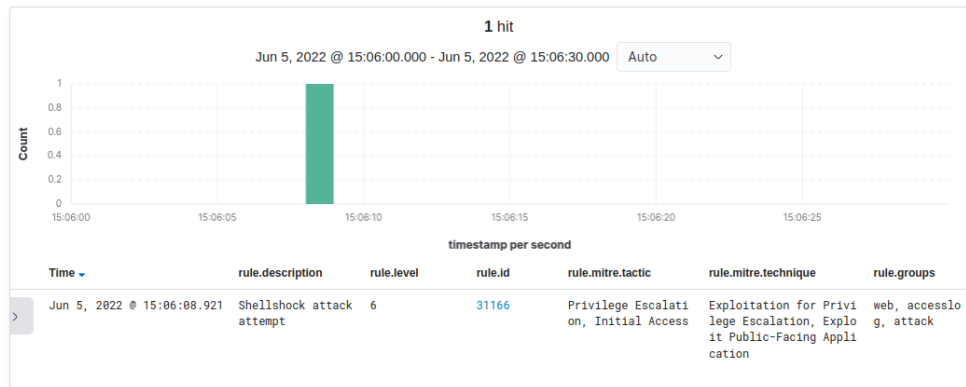 1 hit
Jun 5, 2022 @ 15:06:00.000 - Jun 5, 2022 @ 15:06:30.000 Auto
Count
1
0.8
0.6
0.4
0.2
0
15:06:00 15:06:05 15:06:10 15:06:15 15:06:20 15:06:25
timestamp per second
Time rule.description rule.level rule.id rule.mitre.tactic rule.mitre.technique rule.groups
Jun 5, 2022 @ 15:06:08.921 Shellshock attack 6 31166 Privilege Escalati Exploitation for Privi web, accesslo
attempt on, Initial Access lege Escalation, Explo g, attack
it Public-Facing Appli
cation